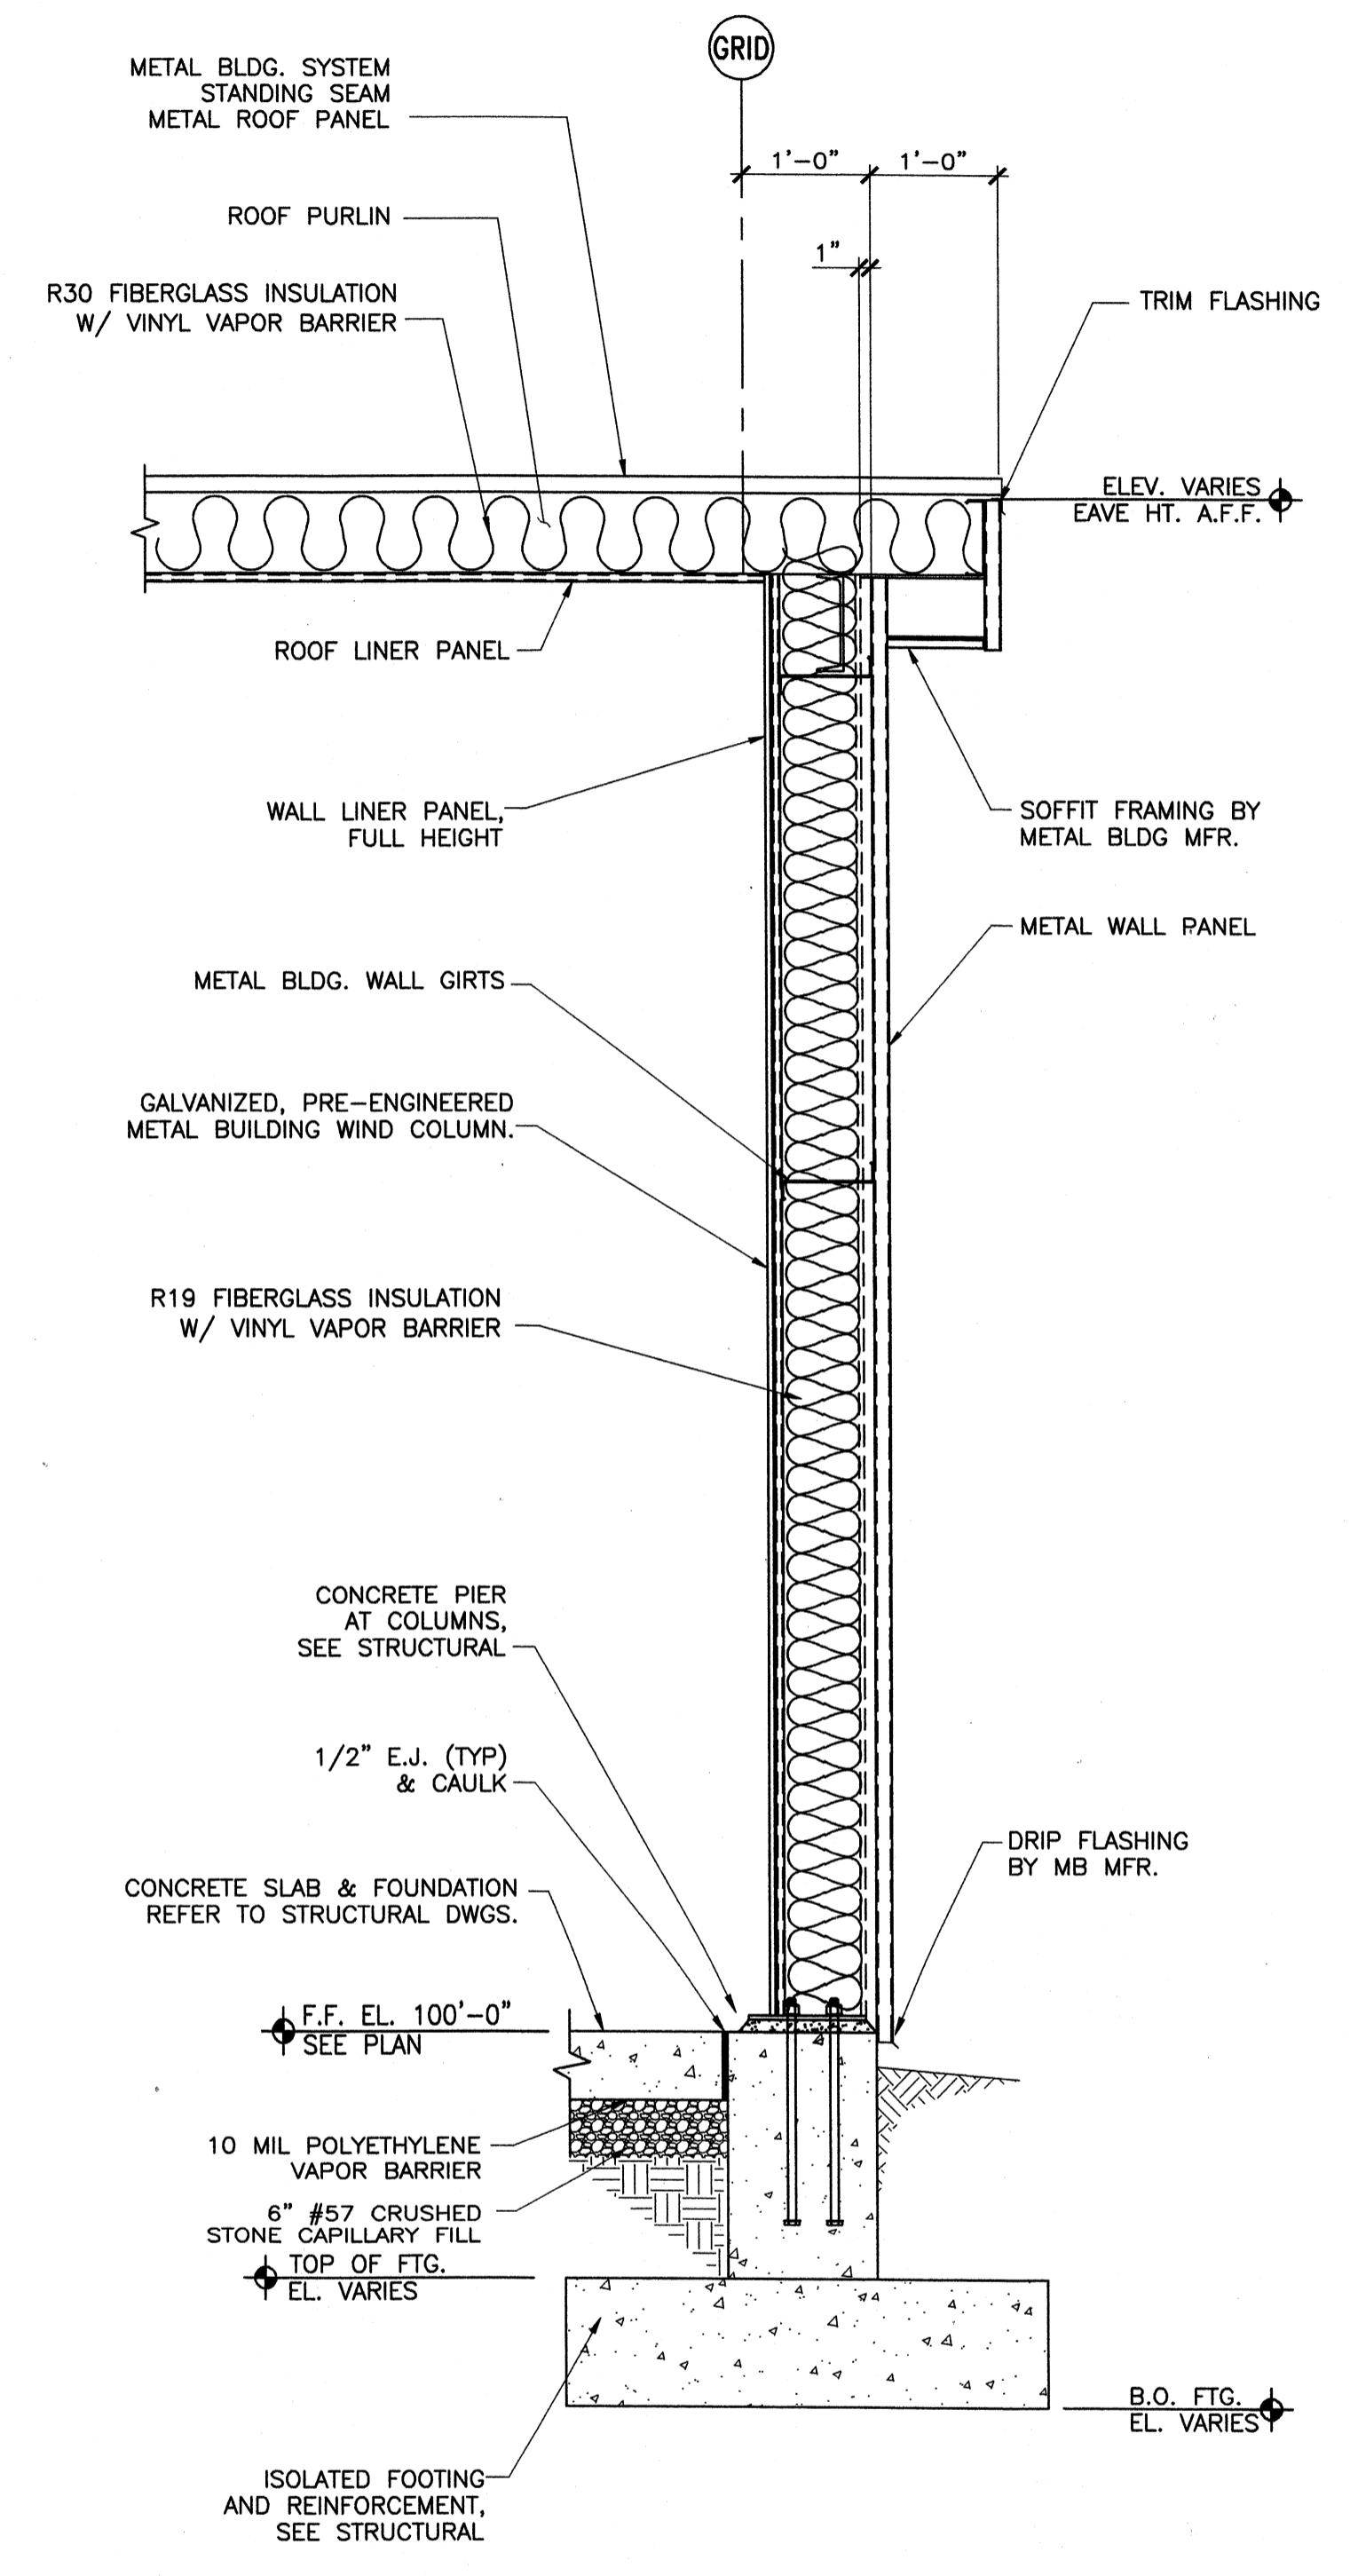 GRID
METAL BLDG. SYSTEM
STANDING SEAM
METAL ROOF PANEL
1'-0"
1'-0"
ROOF PURLIN
1"
R30 FIBERGLASS INSULATION
W/ VINYL VAPOR BARRIER
TRIM FLASHING
ELEV. VARIES
EAVE HT. A.F.F.
ROOF LINER PANEL
WALL LINER PANEL,
FULL HEIGHT
SOFFIT FRAMING BY
METAL BLDG MFR.
METAL WALL PANEL
METAL BLDG. WALL GIRTS
GALVANIZED, PRE-ENGINEERED
METAL BUILDING WIND COLUMN.
R19 FIBERGLASS INSULATION
W/ VINYL VAPOR BARRIER
CONCRETE PIER
AT COLUMNS,
SEE STRUCTURAL
1/2" E.J. (TYP)
& CAULK
DRIP FLASHING
BY MB MFR.
CONCRETE SLAB & FOUNDATION
REFER TO STRUCTURAL DWGS.
F.F. EL. 100'-0"
SEE PLAN
10 MIL POLYETHYLENE
VAPOR BARRIER
6" #57 CRUSHED
STONE CAPILLARY FILL
TOP OF FTG.
EL. VARIES
B.O. FTG.
EL. VARIES
ISOLATED FOOTING
AND REINFORCEMENT,
SEE STRUCTURAL